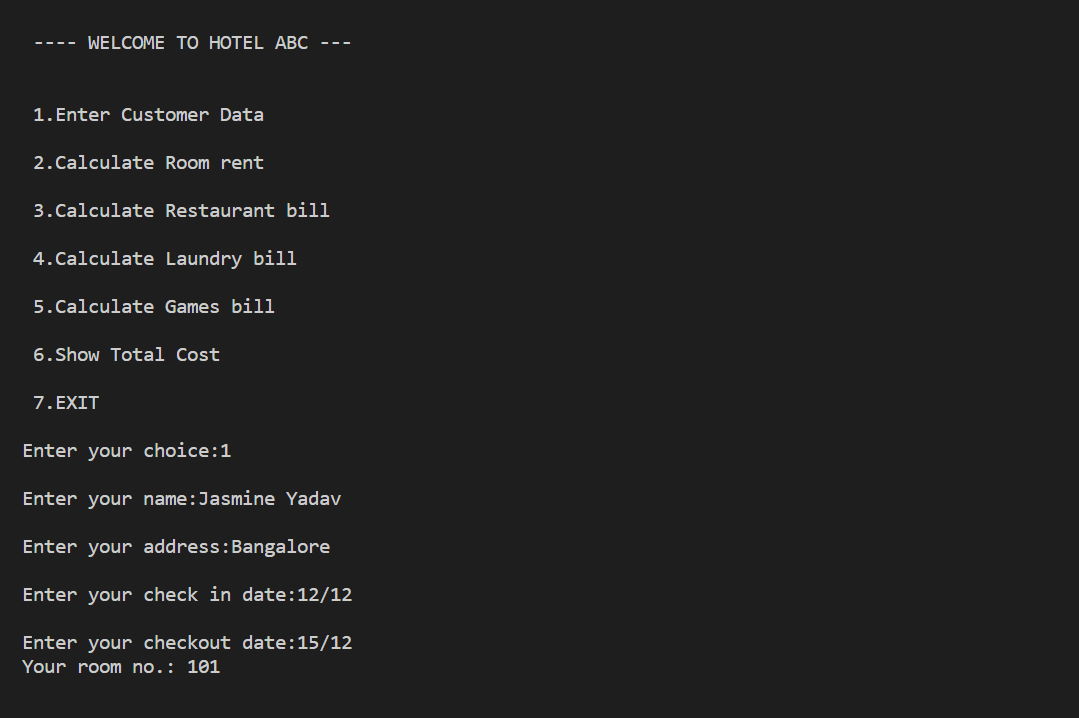 ---- WELCOME TO HOTEL ABC ---
1.Enter Customer Data
2.Calculate Room rent
3.Calculate Restaurant bill
4.Calculate Laundry bill
5.Calculate Games bill
6.Show Total Cost
7.EXIT
Enter your choice:1
Enter your name:Jasmine Yadav
Enter your address:Bangalore
Enter your check in date:12/12
Enter your checkout date:15/12
Your room no.: 101